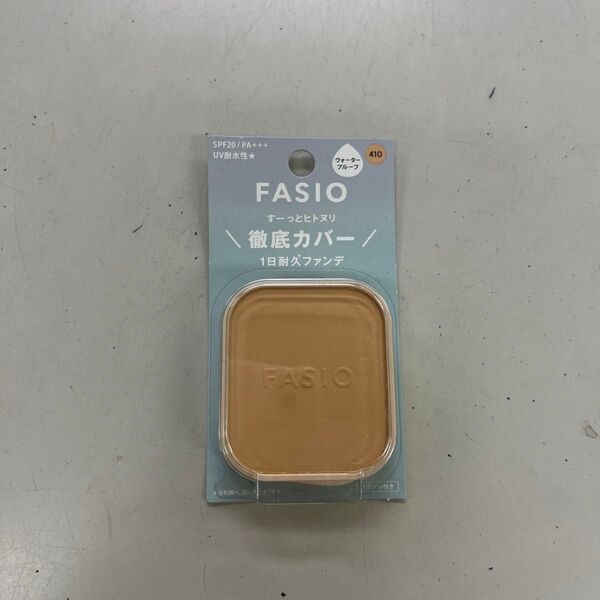 SPF20 / PA+++
UV耐水性★
ウォーター
プルーフ
410
FASIO
すーっとヒトヌリ
＼ 徹底カバー ／
1日耐久ファンデ
FASIO